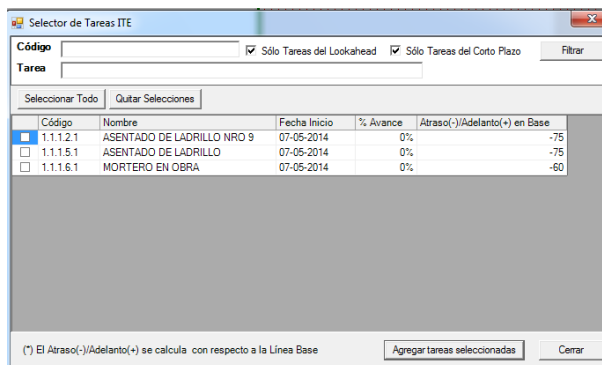 Selector de Tareas ITE
Código Sólo Tareas del Lookahead Sólo Tareas del Corto Plazo Filtrar
Tarea
Seleccionar Todo Quitar Selecciones
Código Nombre Fecha Inicio % Avance Atraso(-)/Adelanto(+) en Base
1.1.1.2.1 ASENTADO DE LADRILLO NRO 9 07-05-2014 0% -75
1.1.1.5.1 ASENTADO DE LADRILLO 07-05-2014 0% -75
1.1.1.6.1 MORTERO EN OBRA 07-05-2014 0% -60
(*) El Atraso(-)/Adelanto(+) se calcula con respecto a la Línea Base Agregar tareas seleccionadas Cerrar